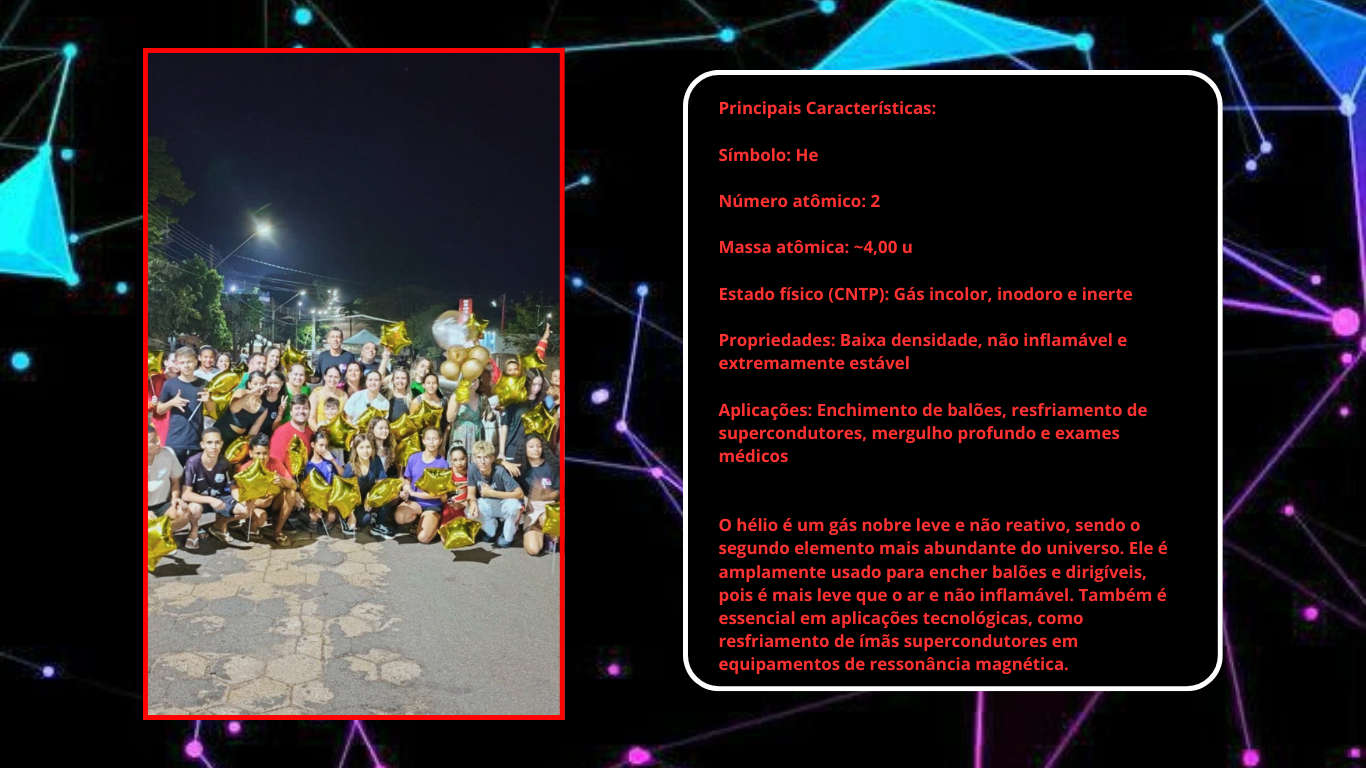 Principais Características:
Símbolo: He
Número atômico: 2
Massa atômica: ~4,00 u
Estado físico (CNTP): Gás incolor, inodoro e inerte
Propriedades: Baixa densidade, não inflamável e
extremamente estável
Aplicações: Enchimento de balões, resfriamento de
supercondutores, mergulho profundo e exames
médicos
O hélio é um gás nobre leve e não reativo, sendo o
segundo elemento mais abundante do universo. Ele é
amplamente usado para encher balões e dirigíveis,
pois é mais leve que o ar e não inflamável. Também é
essencial em aplicações tecnológicas, como
resfriamento de ímãs supercondutores em
equipamentos de ressonância magnética.